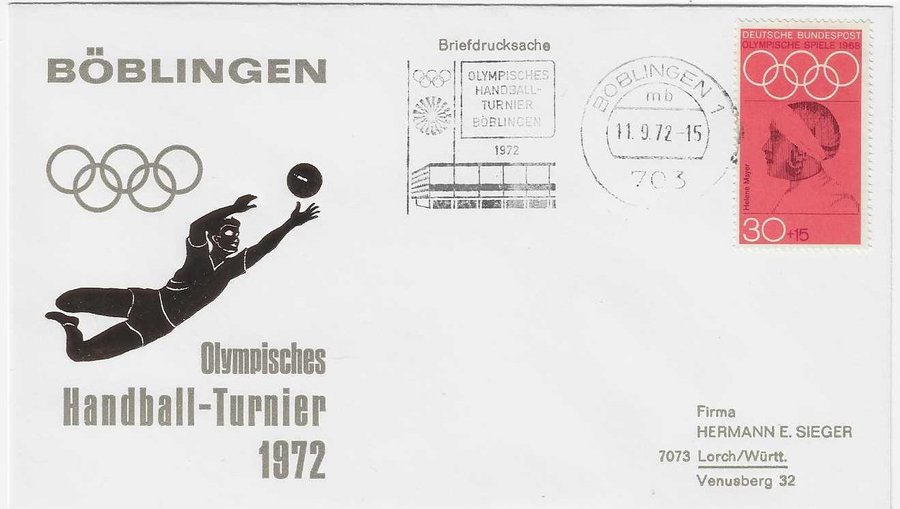 BÖBLINGEN
Olympisches
Handball-Turnier
1972
Briefdrucksache
OLYMPISCHES
HANDBALL-
TURNIER
BÖBLINGEN
1972
BÖBLINGEN 1
mb
11.9.72-15
703
DEUTSCHE BUNDESPOST
OLYMPISCHE SPIELE 1968
Helene Mayer
30+15
Firma
HERMANN E. SIEGER
7073 Lorch/Württ.
Venusberg 32